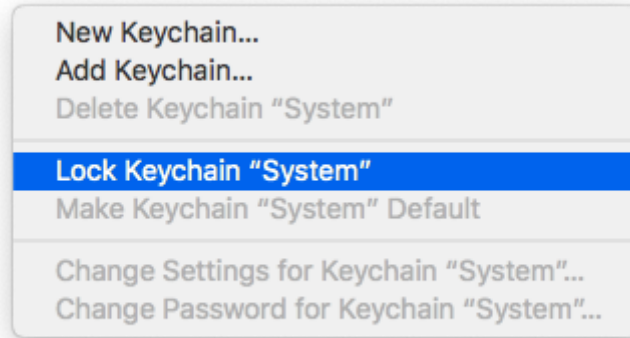 New Keychain...
Add Keychain...
Delete Keychain “System”
Lock Keychain “System”
Make Keychain “System” Default
Change Settings for Keychain “System”...
Change Password for Keychain “System”...